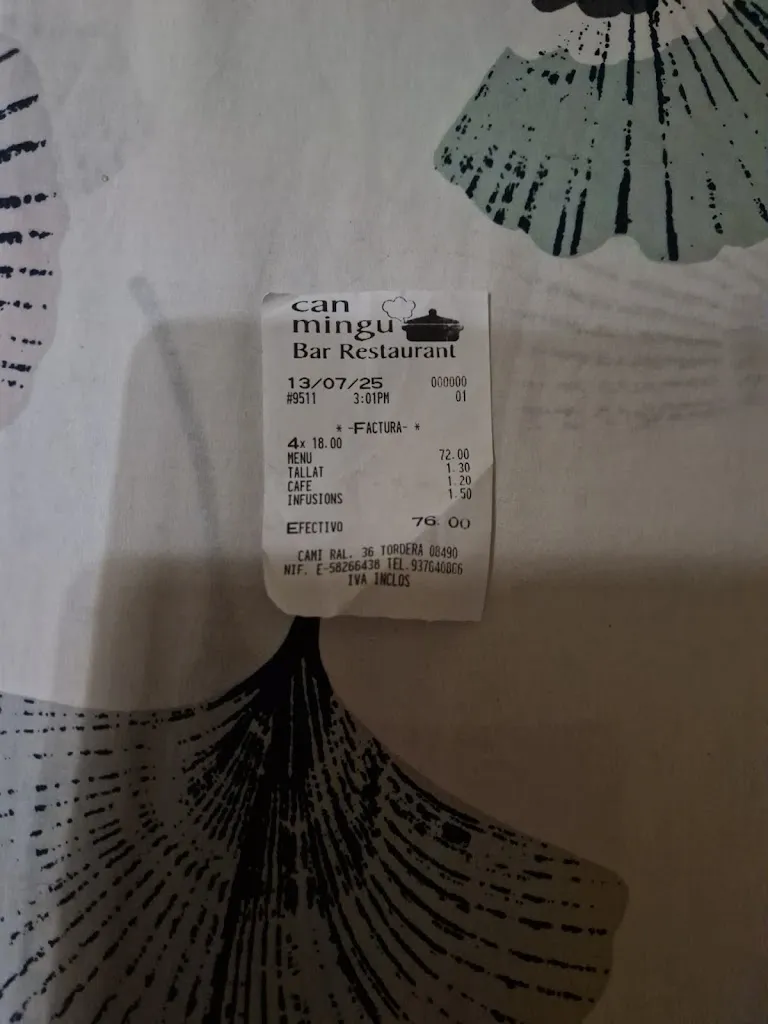 can
mingu
Bar Restaurant
13/07/25 000000
#9511 3:01PM 01
* -FACTURA- *
4x 18.00
MENU 72.00
TALLAT 1.30
CAFE 1.20
INFUSIONS 1.50
EFECTIVO 76.00
CAMI RAL. 36 TORDERA 08490
NIF. E-58266438 TEL.
IVA INCLOS